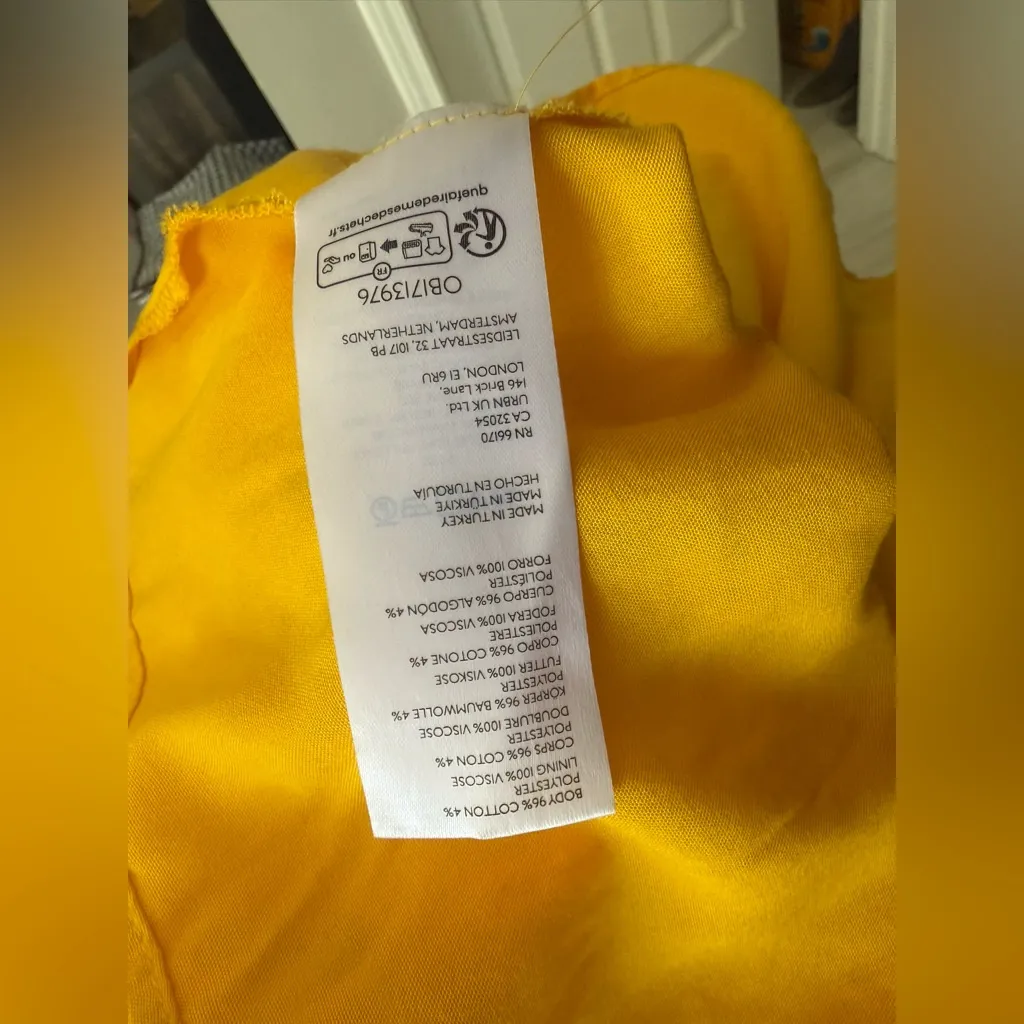 BODY 96% COTTON 4%
POLYESTER
LINING 100% VISCOSE
CORPS 96% COTON 4%
POLYESTER
DOUBLURE 100% VISCOSE
KÖRPER 96% BAUMWOLLE 4%
POLYESTER
FUTTER 100% VISKOSE
CORPO 96% COTONE 4%
POLIESTERE
FODERA 100% VISCOSA
CUERPO 96% ALGODÓN 4%
POLIÉSTER
FORRO 100% VISCOSA
MADE IN TURKEY
MADE IN TÜRKIYE
HECHO EN TURQUÍA
RN 66170
CA 32054
URBN UK Ltd.
146 Brick Lane,
LONDON, E1 6RU
LEIDSESTRAAT 32, 1017 PB
AMSTERDAM, NETHERLANDS
OB1713976
FR
ou
quefairedemesdechets.fr